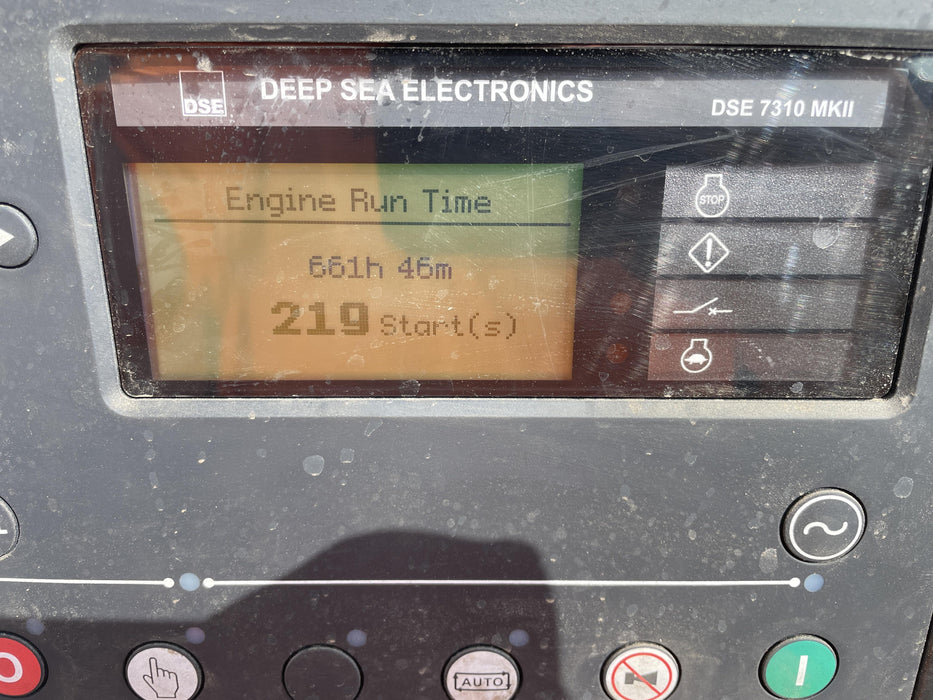 DSE
DEEP SEA ELECTRONICS
DSE 7310 MKII
Engine Run Time
661h 46m
219 Start(s)
STOP
AUTO